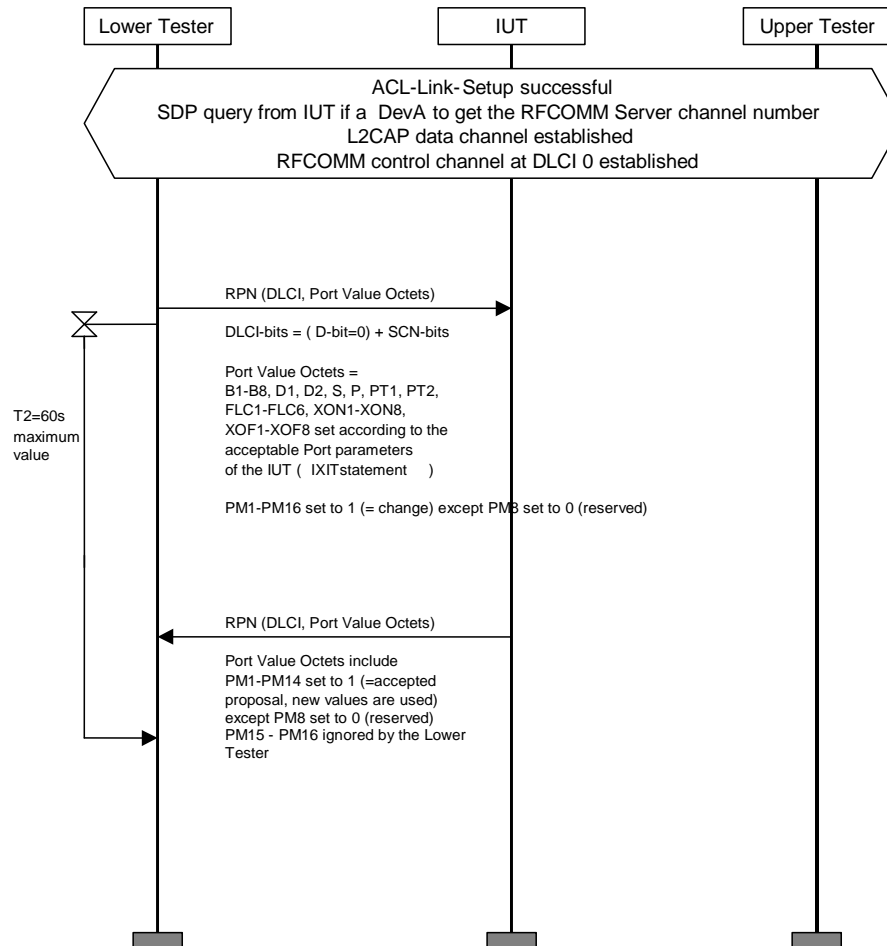 Lower Tester
IUT
Upper Tester
ACL-Link-Setup successful
SDP query from IUT if a DevA to get the RFCOMM Server channel number
L2CAP data channel established
RFCOMM control channel at DLCI 0 established
RPN (DLCI, Port Value Octets)
DLCI-bits = ( D-bit=0) + SCN-bits
Port Value Octets =
B1-B8, D1, D2, S, P, PT1, PT2,
FLC1-FLC6, XON1-XON8,
XOF1-XOF8 set according to the
acceptable Port parameters
of the IUT ( IXITstatement )
T2=60s
maximum
value
PM1-PM16 set to 1 (= change) except PM8 set to 0 (reserved)
RPN (DLCI, Port Value Octets)
Port Value Octets include
PM1-PM14 set to 1 (=accepted
proposal, new values are used)
except PM8 set to 0 (reserved)
PM15 - PM16 ignored by the Lower
Tester